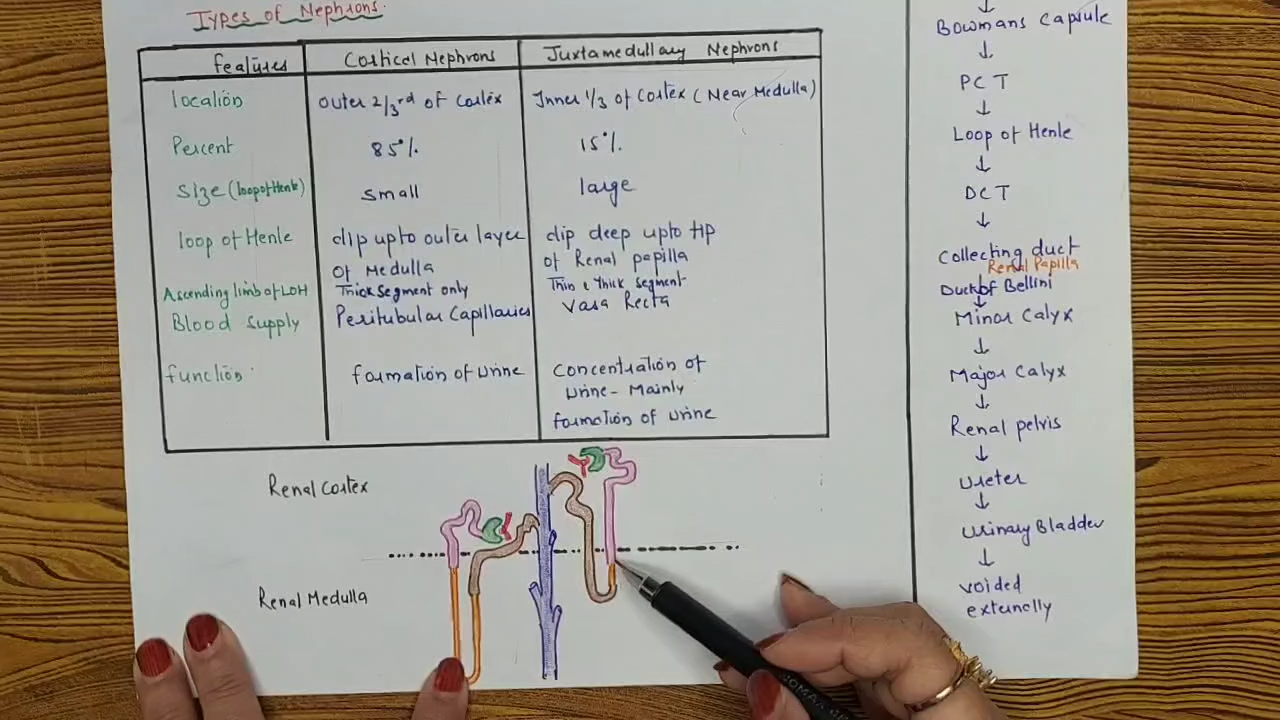 Types of Nephrons.
features
Cortical Nephrons
Juxtamedullary Nephrons
location
Outer 2/3rd of Cortex
Inner 1/3 of Cortex (Near Medulla)
Percent
85%
15%
Size (loop of Henle)
small
large
loop of Henle
dip upto outer layer
of Medulla
dip deep upto tip
of Renal papilla
Ascending limb of LOH
Thick Segment only
Thin & thick Segment
Blood Supply
Peritubular Capillaries
Vasa Recta
function
formation of urine
Concentration of
urine - Mainly
formation of urine
Renal Cortex
Renal Medulla
Bowmans Capsule
PCT
Loop of Henle
DCT
Collecting duct
Renal Papilla
Duct of Bellini
Minor Calyx
Major Calyx
Renal pelvis
Ureter
Urinary Bladder
voided
externally